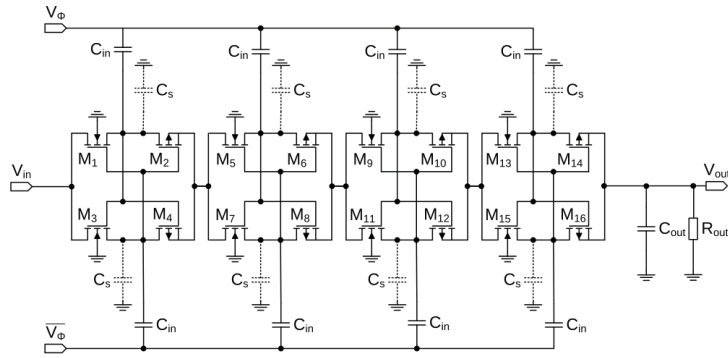 VΦ
Cin Cin Cin Cin
Cs Cs Cs Cs
M1 M2 M5 M6 M9 M10 M13 M14
Vin Vout
M3 M4 M7 M8 M11 M12 M15 M16
Cout Rout
Cs Cs Cs Cs
Cin Cin Cin Cin
V̅Φ̅